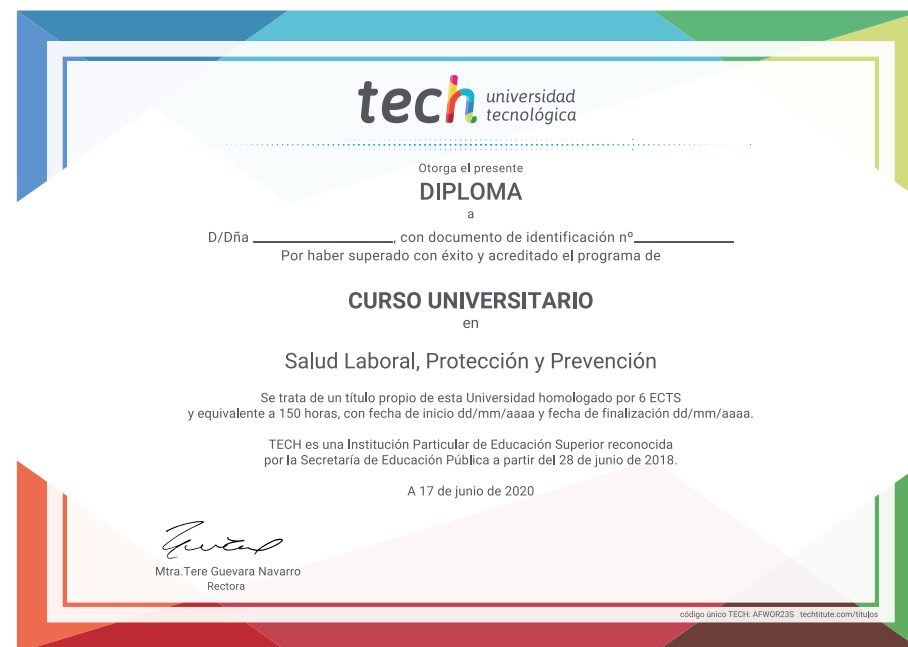 tech universidad
tecnológica
Otorga el presente
DIPLOMA
a
D/Dña ____________________, con documento de identificación nº______________
Por haber superado con éxito y acreditado el programa de
CURSO UNIVERSITARIO
en
Salud Laboral, Protección y Prevención
Se trata de un título propio de esta Universidad homologado por 6 ECTS
y equivalente a 150 horas, con fecha de inicio dd/mm/aaaa y fecha de finalización dd/mm/aaaa.
TECH es una Institución Particular de Educación Superior reconocida
por la Secretaría de Educación Pública a partir del 28 de junio de 2018.
A 17 de junio de 2020
Mtra.Tere Guevara Navarro
Rectora
código único TECH: AFWOR23S techtitute.com/titulos